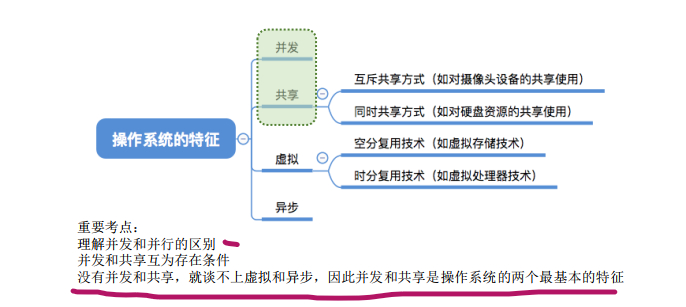 并发
共享
互斥共享方式（如对摄像头设备的共享使用）
同时共享方式（如对硬盘资源的共享使用）
操作系统的特征
虚拟
空分复用技术（如虚拟存储技术）
时分复用技术（如虚拟处理器技术）
异步
重要考点：
理解并发和并行的区别
并发和共享互为存在条件
没有并发和共享，就谈不上虚拟和异步，因此并发和共享是操作系统的两个最基本的特征